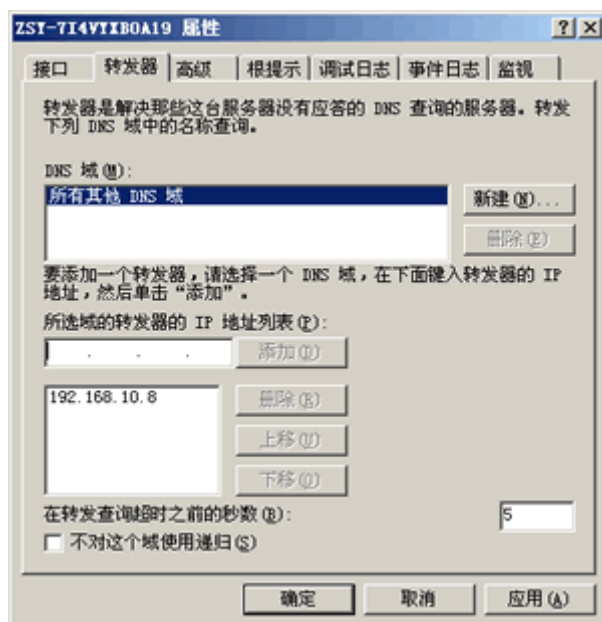 ZSY-7I4VYXB0A19 属性
接口 转发器 高级 根提示 调试日志 事件日志 监视
转发器是解决那些这台服务器没有应答的 DNS 查询的服务器。转发
下列 DNS 域中的名称查询。
DNS 域(M):
所有其他 DNS 域
新建(N)...
删除(E)
要添加一个转发器，请选择一个 DNS 域，在下面键入转发器的 IP
地址，然后单击“添加”。
所选域的转发器的 IP 地址列表(P):
. . . 添加(D)
192.168.10.8
删除(R)
上移(U)
下移(O)
在转发查询超时之前的秒数(B): 5
不对这个域使用递归(S)
确定 取消 应用(A)